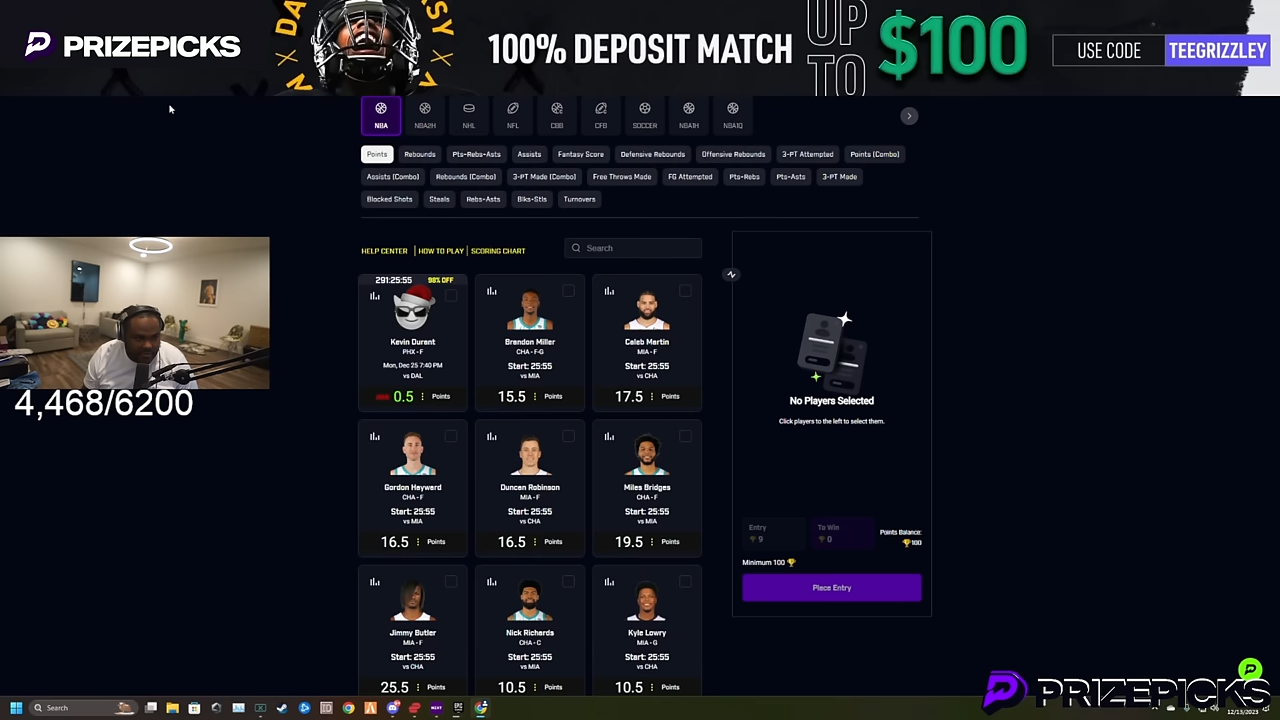 PRIZEPICKS
100% DEPOSIT MATCH
UP TO
$100
USE CODE TEEGRIZZLEY
NBA NBA2H NHL NFL CBB CFB SOCCER NBA1H NBA1Q
Points Rebounds Pts-Rebs-Asts Assists Fantasy Score Defensive Rebounds Offensive Rebounds 3-PT Attempted Points (Combo)
Assists (Combo) Rebounds (Combo) 3-PT Made (Combo) Free Throws Made FG Attempted Pts-Rebs Pts-Asts 3-PT Made
Blocked Shots Steals Rebs-Asts Blks-Stls Turnovers
HELP CENTER HOW TO PLAY SCORING CHART
Search
291:25:55 98% OFF
Kevin Durant
PHX - F
Mon, Dec 25 7:40 PM
vs DAL
0.5 Points
Brandon Miller
CHA - F-G
Start: 25:55
vs MIA
15.5 Points
Caleb Martin
MIA - F
Start: 25:55
vs CHA
17.5 Points
Gordon Hayward
CHA - F
Start: 25:55
vs MIA
16.5 Points
Duncan Robinson
MIA - F
Start: 25:55
vs CHA
16.5 Points
Miles Bridges
CHA - F
Start: 25:55
vs MIA
19.5 Points
Jimmy Butler
MIA - F
Start: 25:55
vs CHA
25.5 Points
Nick Richards
CHA - C
Start: 25:55
vs MIA
10.5 Points
Kyle Lowry
MIA - G
Start: 25:55
vs CHA
10.5 Points
No Players Selected
Click players to the left to select them.
Entry
9
To Win
0
Points Balance:
100
Minimum 100
Place Entry
4,468/6200
Search
PRIZEPICKS
12/13/2023